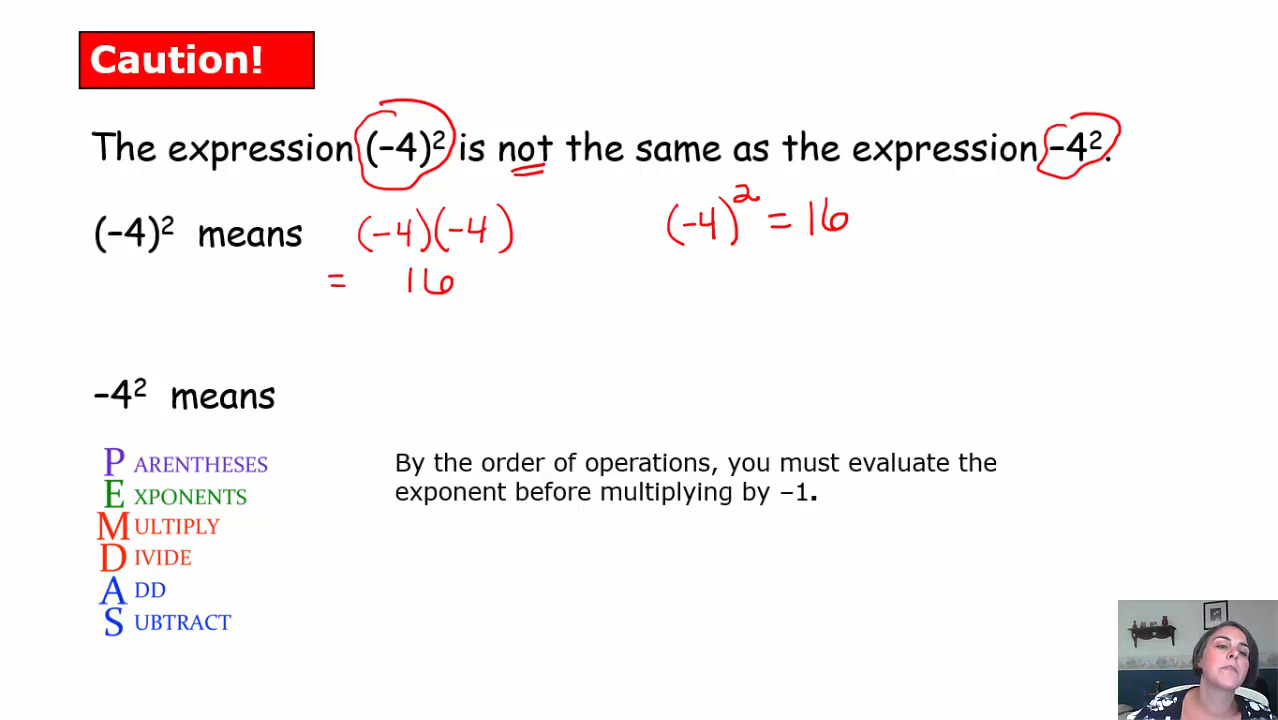 Caution!
The expression (–4)² is not the same as the expression –4².
(–4)² means (-4)(-4)
= 16
(-4)² = 16
–4² means
PARENTHESES
EXPONENTS
MULTIPLY
DIVIDE
ADD
SUBTRACT
By the order of operations, you must evaluate the
exponent before multiplying by –1.